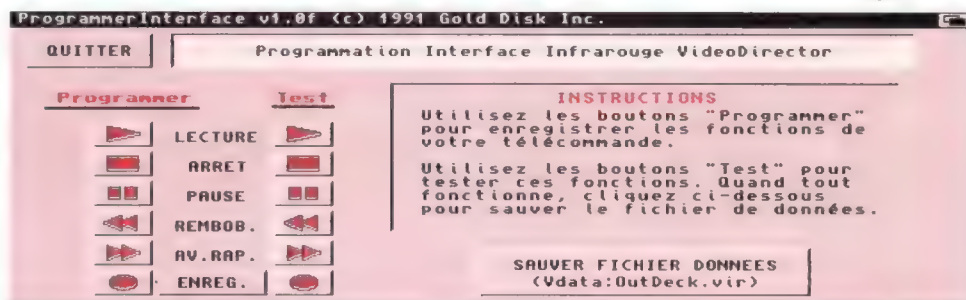 ProgrammerInterface v1.0f (c) 1991 Gold Disk Inc.
QUITTER
Programmation Interface Infrarouge VideoDirector
Programmer
Test
LECTURE
ARRET
PAUSE
REMBOB.
AV.RAP.
ENREG.
INSTRUCTIONS
Utilisez les boutons "Programmer"
pour enregistrer les fonctions de
votre télécommande.
Utilisez les boutons "Test" pour
tester ces fonctions. Quand tout
fonctionne, cliquez ci-dessous
pour sauver le fichier de données.
SAUVER FICHIER DONNEES
(Vdata:OutDeck.vir)